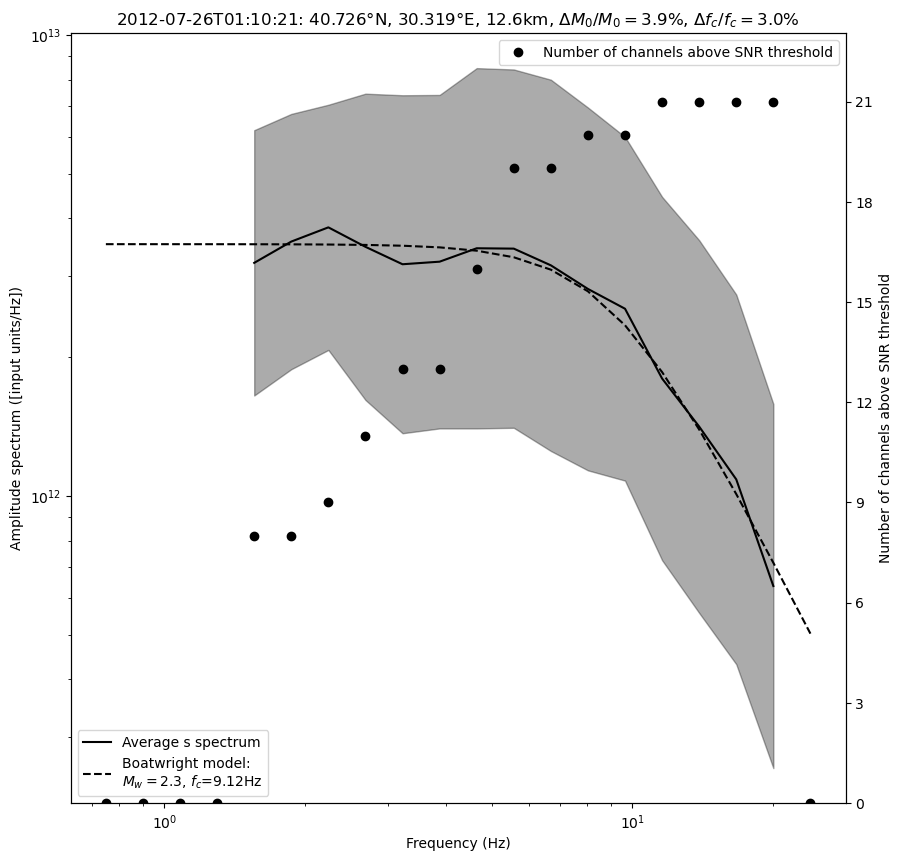 2012-07-26T01:10:21: 40.726°N, 30.319°E, 12.6km, ΔM₀/M₀ = 3.9%, Δf_c/f_c = 3.0%
Number of channels above SNR threshold
10¹³
10¹²
Amplitude spectrum ([input units/Hz])
21
18
15
12
9
6
3
0
Number of channels above SNR threshold
Average s spectrum
Boatwright model:
M_w = 2.3, f_c=9.12Hz
10⁰
10¹
Frequency (Hz)